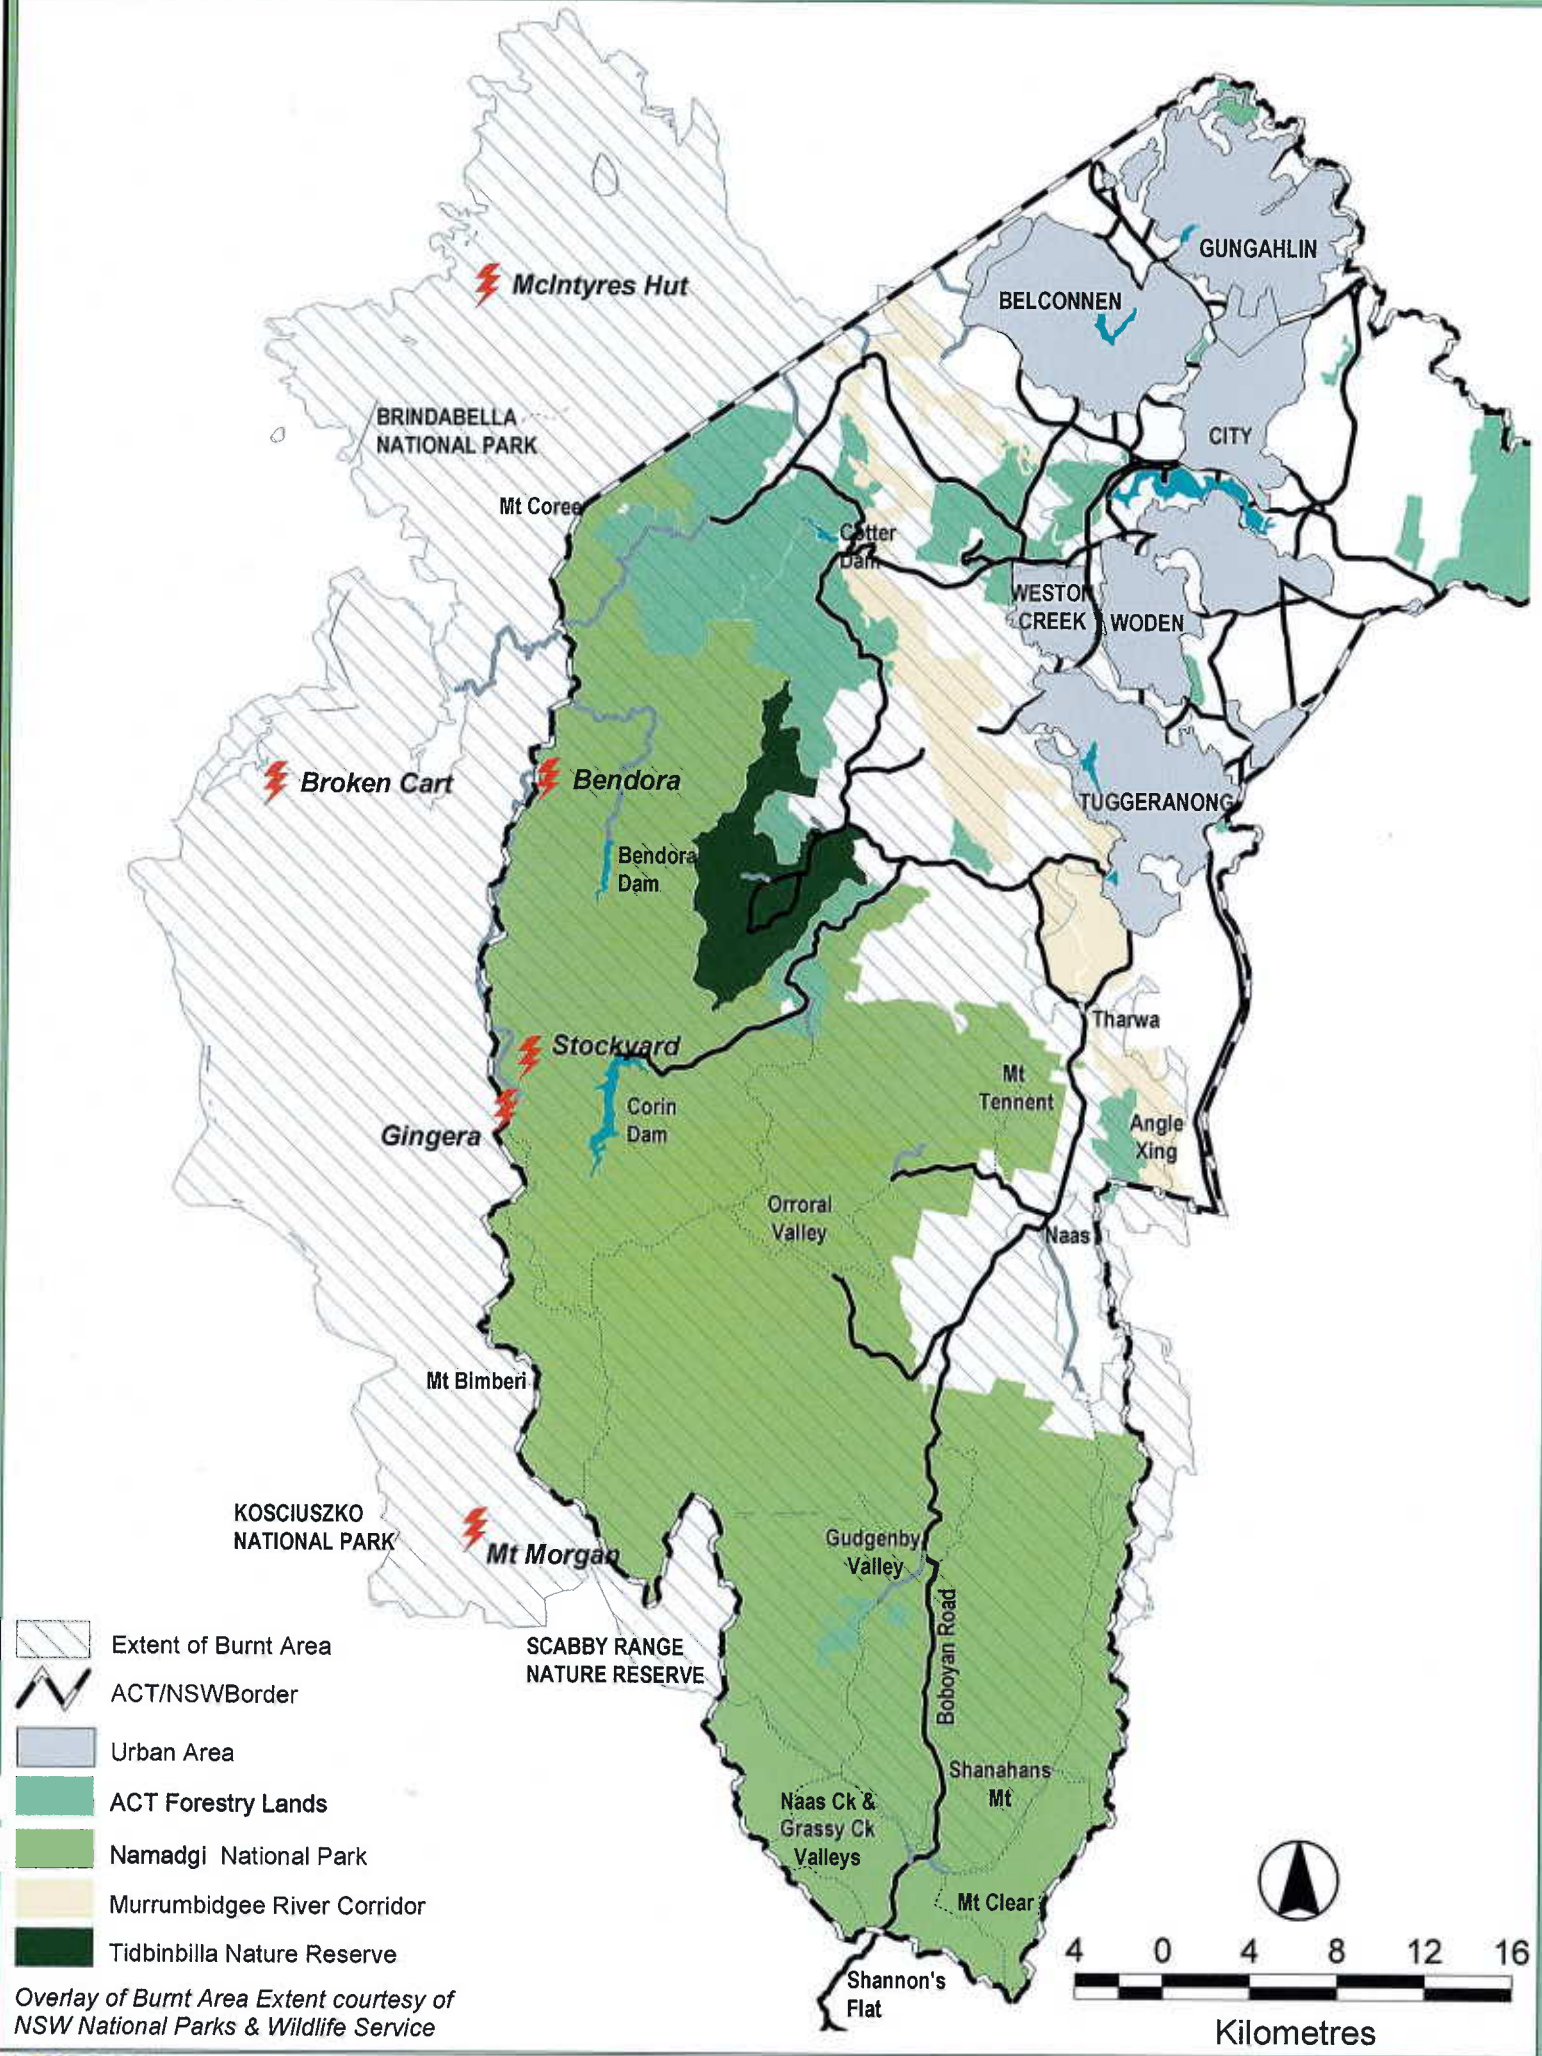 GUNGAHLIN
BELCONNEN
McIntyres Hut
BRINDABELLA
NATIONAL PARK
CITY
Mt Coree
Cotter
Dam
WESTON
CREEK
WODEN
Broken Cart
Bendora
TUGGERANONG
Bendora
Dam
Tharwa
Stockyard
Mt
Tennent
Corin
Dam
Gingera
Angle
Xing
Orroral
Valley
Naas
Mt Bimberi
KOSCIUSZKO
NATIONAL PARK
Mt Morgan
Gudgenby
Valley
Boboyan Road
SCABBY RANGE
NATURE RESERVE
Shanahans
Mt
Naas Ck &
Grassy Ck
Valleys
Mt Clear
Shannon's
Flat
Extent of Burnt Area
ACT/NSWBorder
Urban Area
ACT Forestry Lands
Namadgi National Park
Murrumbidgee River Corridor
Tidbinbilla Nature Reserve
Overlay of Burnt Area Extent courtesy of
NSW National Parks & Wildlife Service
4 0 4 8 12 16
Kilometres